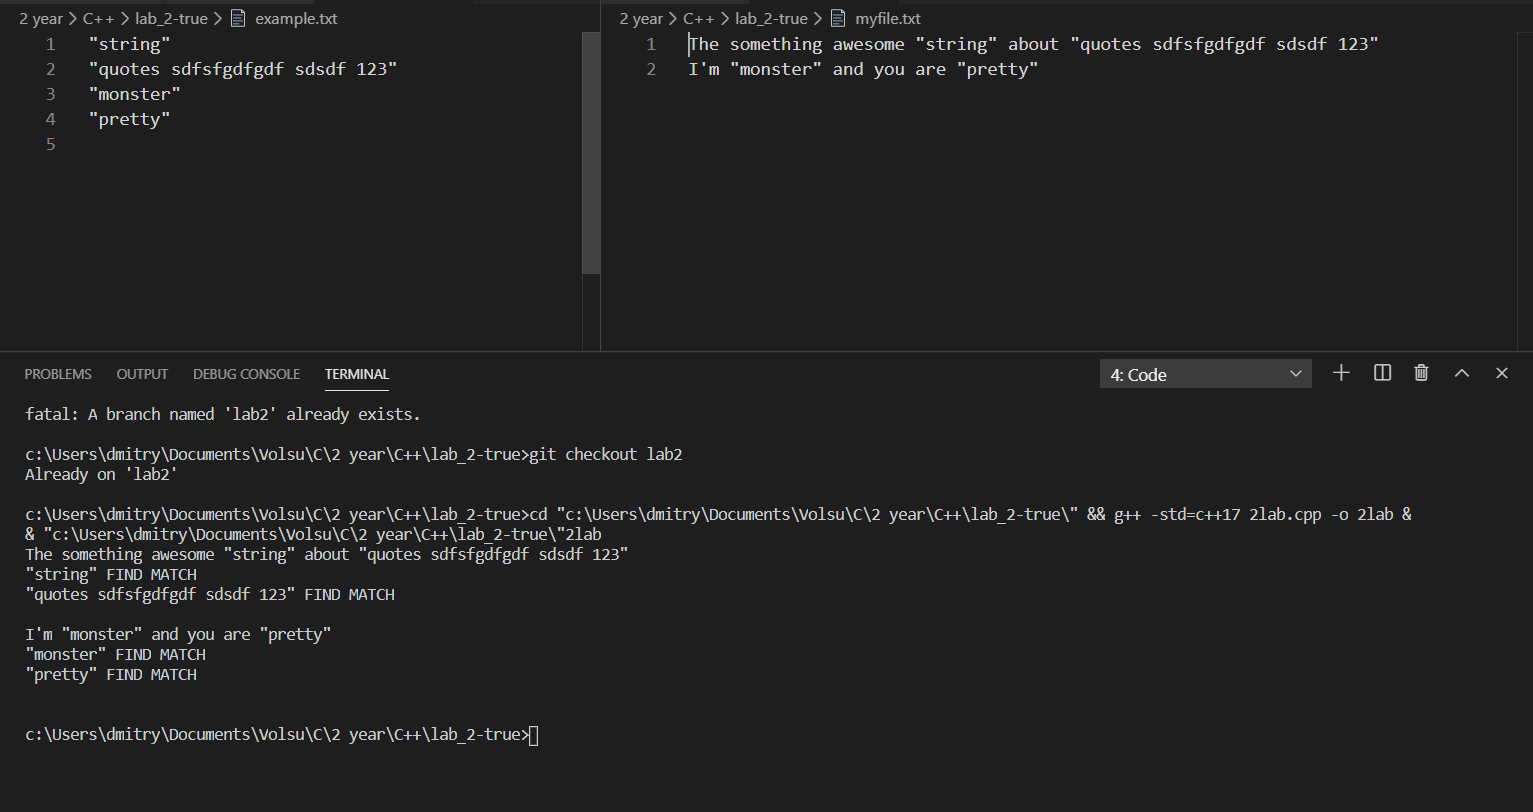 2 year > C++ > lab_2-true > example.txt
1 "string"
2 "quotes sdfsfgdfgdf sdsdf 123"
3 "monster"
4 "pretty"
5
2 year > C++ > lab_2-true > myfile.txt
1 The something awesome "string" about "quotes sdfsfgdfgdf sdsdf 123"
2 I'm "monster" and you are "pretty"
PROBLEMS OUTPUT DEBUG CONSOLE TERMINAL 4: Code
fatal: A branch named 'lab2' already exists.
c:\Users\dmitry\Documents\Volsu\C\2 year\C++\lab_2-true>git checkout lab2
Already on 'lab2'
c:\Users\dmitry\Documents\Volsu\C\2 year\C++\lab_2-true>cd "c:\Users\dmitry\Documents\Volsu\C\2 year\C++\lab_2-true\" && g++ -std=c++17 2lab.cpp -o 2lab &
& "c:\Users\dmitry\Documents\Volsu\C\2 year\C++\lab_2-true\"2lab
The something awesome "string" about "quotes sdfsfgdfgdf sdsdf 123"
"string" FIND MATCH
"quotes sdfsfgdfgdf sdsdf 123" FIND MATCH
I'm "monster" and you are "pretty"
"monster" FIND MATCH
"pretty" FIND MATCH
c:\Users\dmitry\Documents\Volsu\C\2 year\C++\lab_2-true>